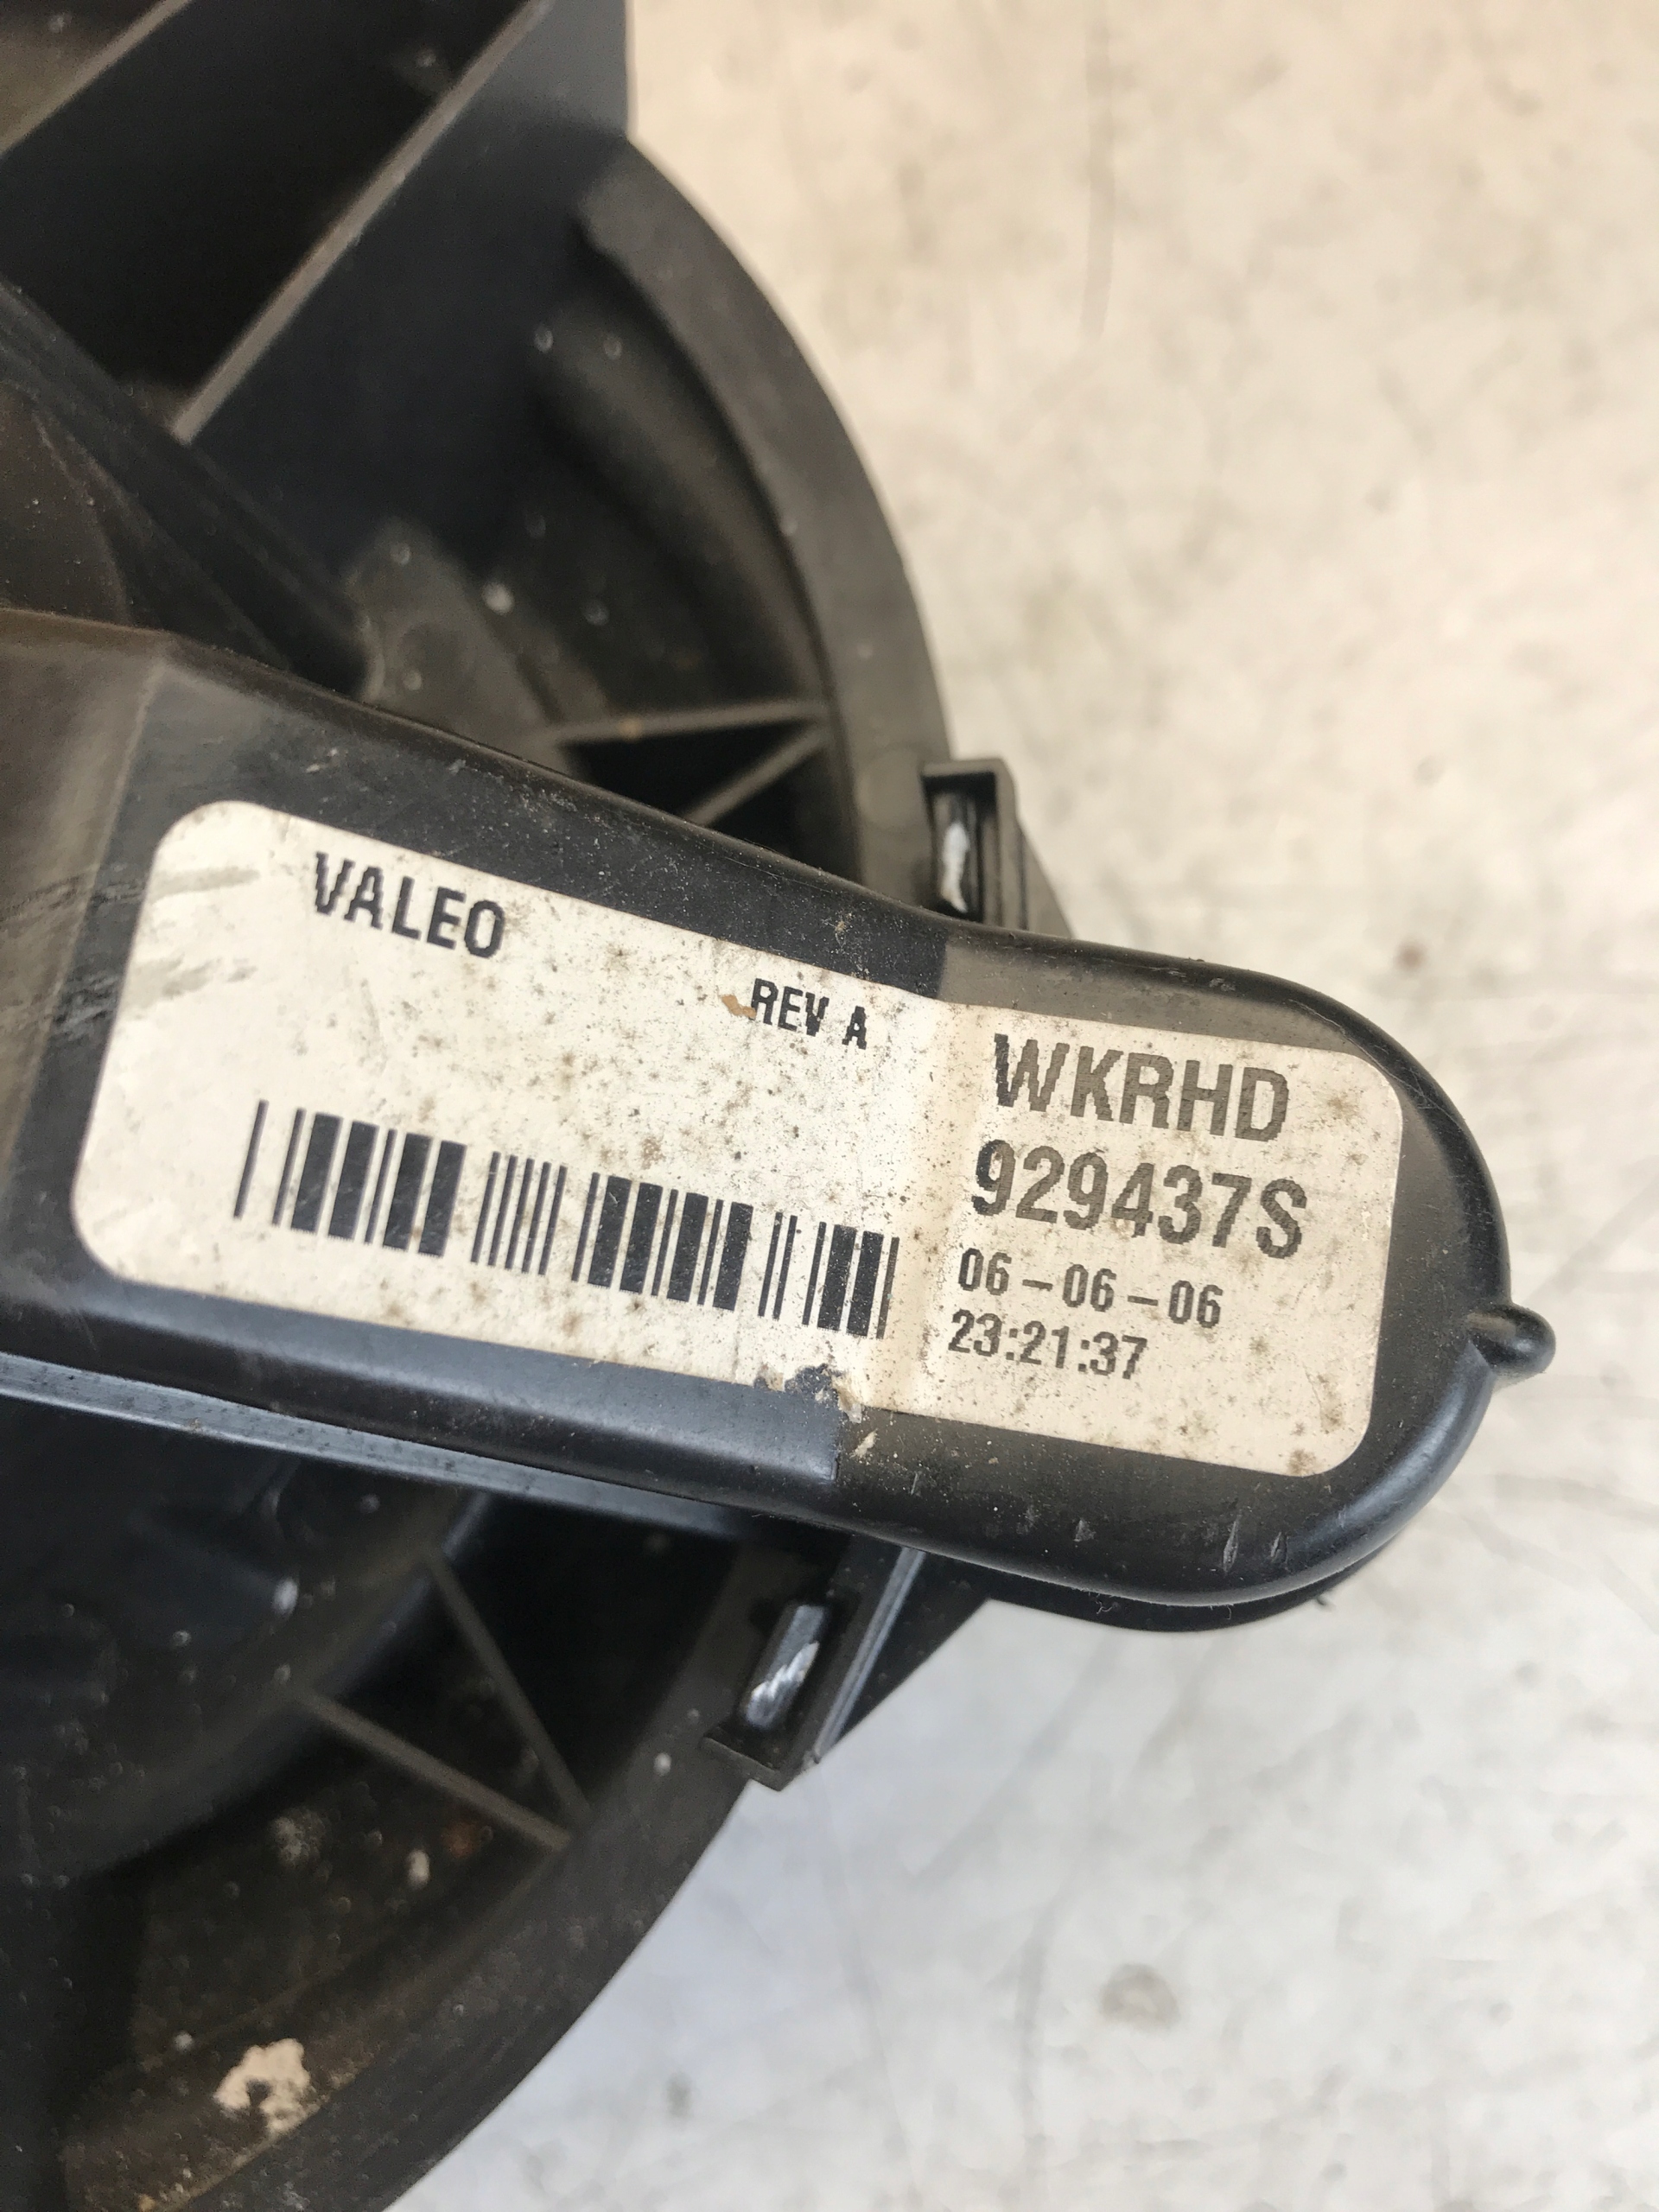 VALEO
REV A
WKRHD
929437S
06-06-06
23:21:37